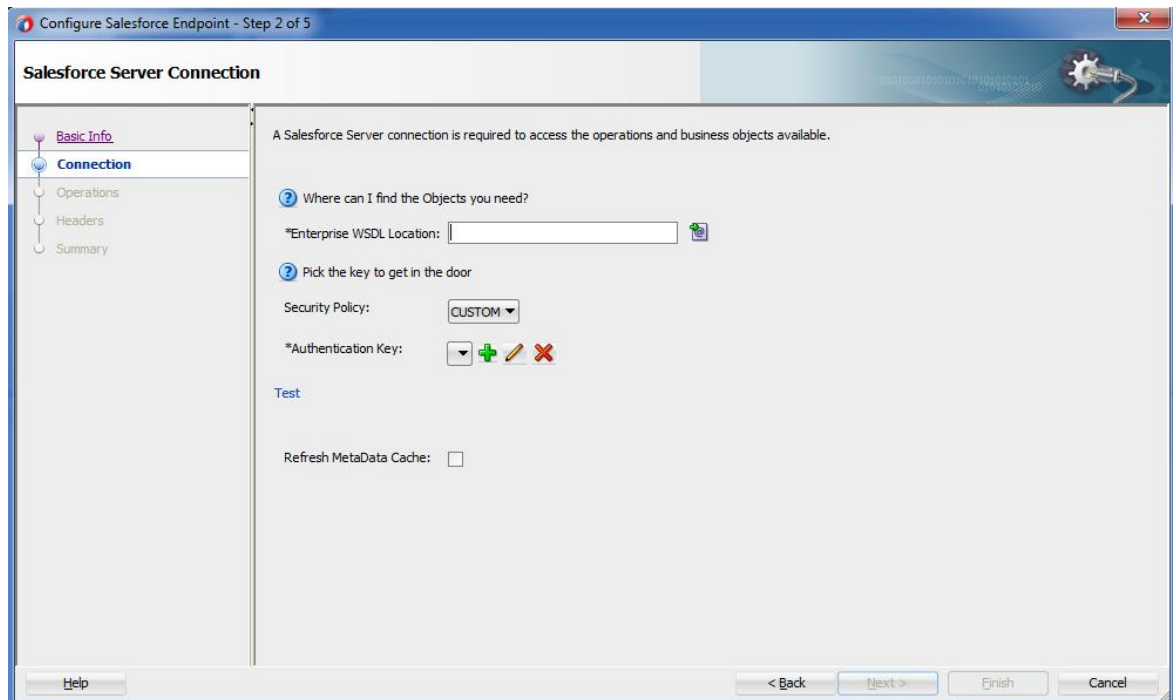 Configure Salesforce Endpoint - Step 2 of 5
Salesforce Server Connection
Basic Info
Connection
Operations
Headers
Summary
A Salesforce Server connection is required to access the operations and business objects available.
Where can I find the Objects you need?
*Enterprise WSDL Location:
Pick the key to get in the door
Security Policy: CUSTOM
*Authentication Key:
Test
Refresh MetaData Cache:
Help < Back Next > Finish Cancel